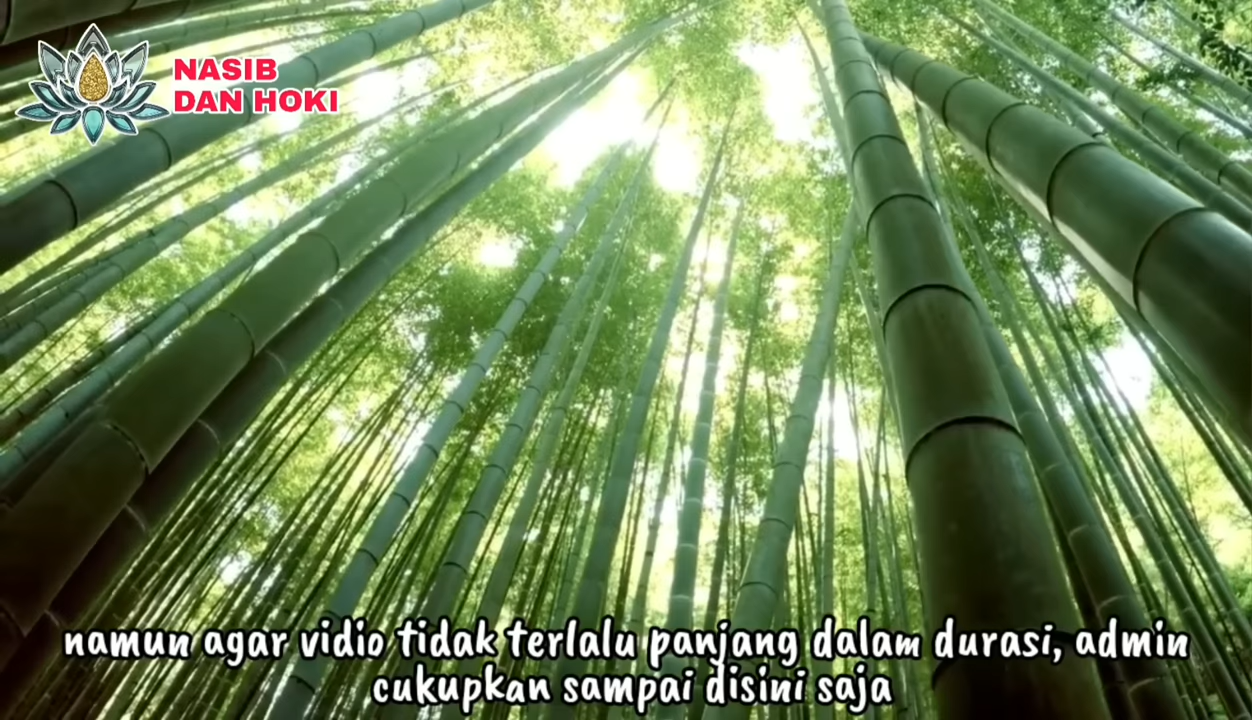 NASIB
DAN HOKI
namun agar vidio tidak terlalu panjang dalam durasi, admin
cukupkan sampai disini saja